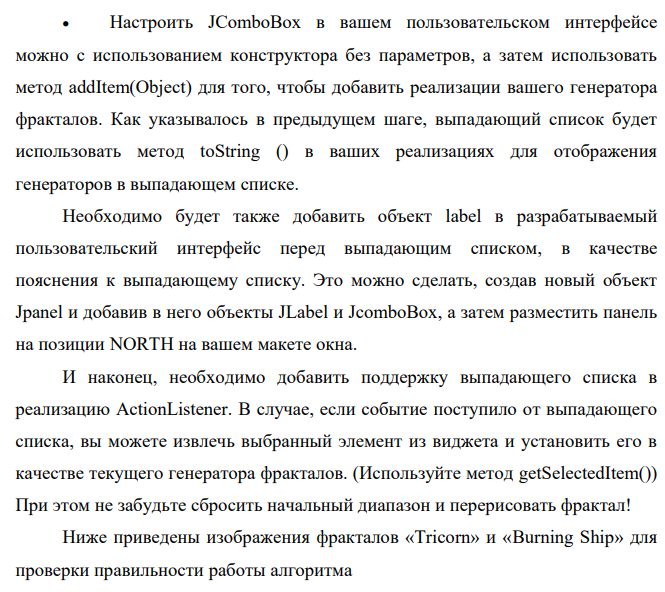 • Настроить JComboBox в вашем пользовательском интерфейсе
можно с использованием конструктора без параметров, а затем использовать
метод addItem(Object) для того, чтобы добавить реализации вашего генератора
фракталов. Как указывалось в предыдущем шаге, выпадающий список будет
использовать метод toString () в ваших реализациях для отображения
генераторов в выпадающем списке.
Необходимо будет также добавить объект label в разрабатываемый
пользовательский интерфейс перед выпадающим списком, в качестве
пояснения к выпадающему списку. Это можно сделать, создав новый объект
Jpanel и добавив в него объекты JLabel и JcomboBox, а затем разместить панель
на позиции NORTH на вашем макете окна.
И наконец, необходимо добавить поддержку выпадающего списка в
реализацию ActionListener. В случае, если событие поступило от выпадающего
списка, вы можете извлечь выбранный элемент из виджета и установить его в
качестве текущего генератора фракталов. (Используйте метод getSelectedItem())
При этом не забудьте сбросить начальный диапазон и перерисовать фрактал!
Ниже приведены изображения фракталов «Tricorn» и «Burning Ship» для
проверки правильности работы алгоритма